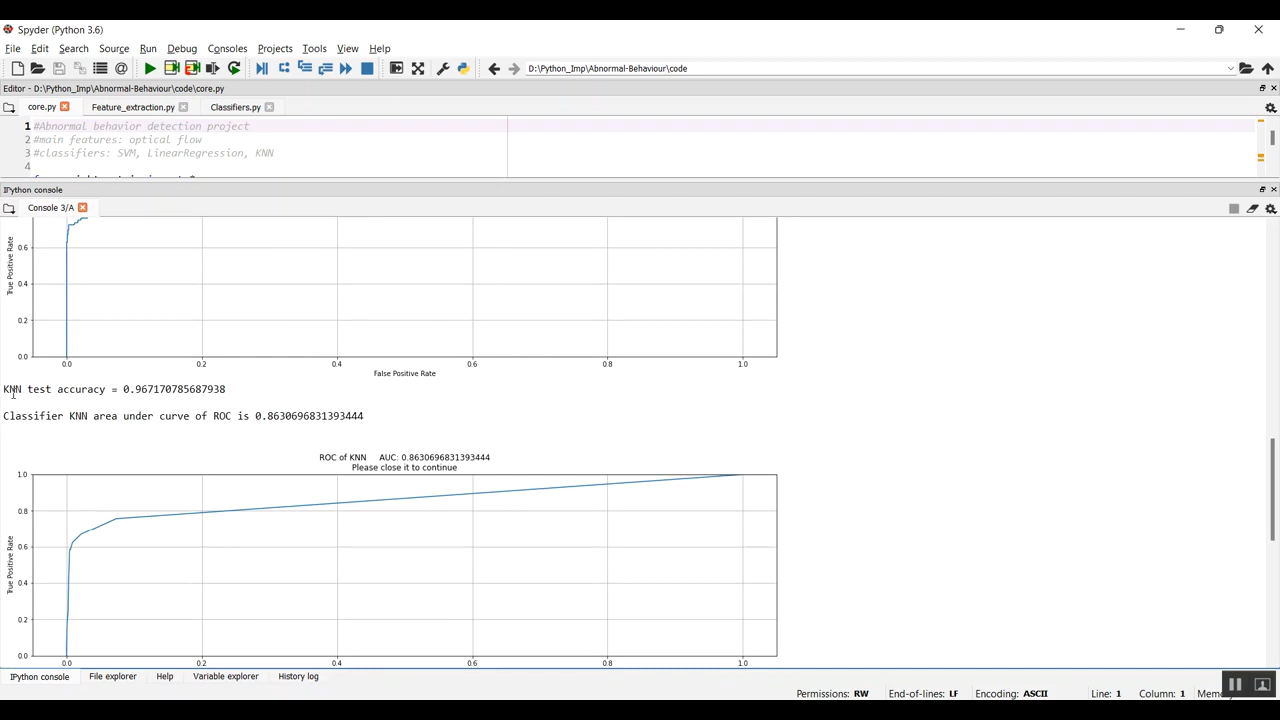 Spyder (Python 3.6)
File Edit Search Source Run Debug Consoles Projects Tools View Help
D:\Python_Imp\Abnormal-Behaviour\code
Editor - D:\Python_Imp\Abnormal-Behaviour\code\core.py
core.py Feature_extraction.py Classifiers.py
1 #Abnormal behavior detection project
2 #main features: optical flow
3 #classifiers: SVM, LinearRegression, KNN
4
IPython console
Console 3/A
0.6
0.4
0.2
0.0
True Positive Rate
0.0 0.2 0.4 0.6 0.8 1.0
False Positive Rate
KNN test accuracy = 0.967170785687938
Classifier KNN area under curve of ROC is 0.8630696831393444
ROC of KNN AUC: 0.8630696831393444
Please close it to continue
1.0
0.8
0.6
0.4
0.2
0.0
True Positive Rate
0.0 0.2 0.4 0.6 0.8 1.0
IPython console File explorer Help Variable explorer History log
Permissions: RW End-of-lines: LF Encoding: ASCII Line: 1 Column: 1